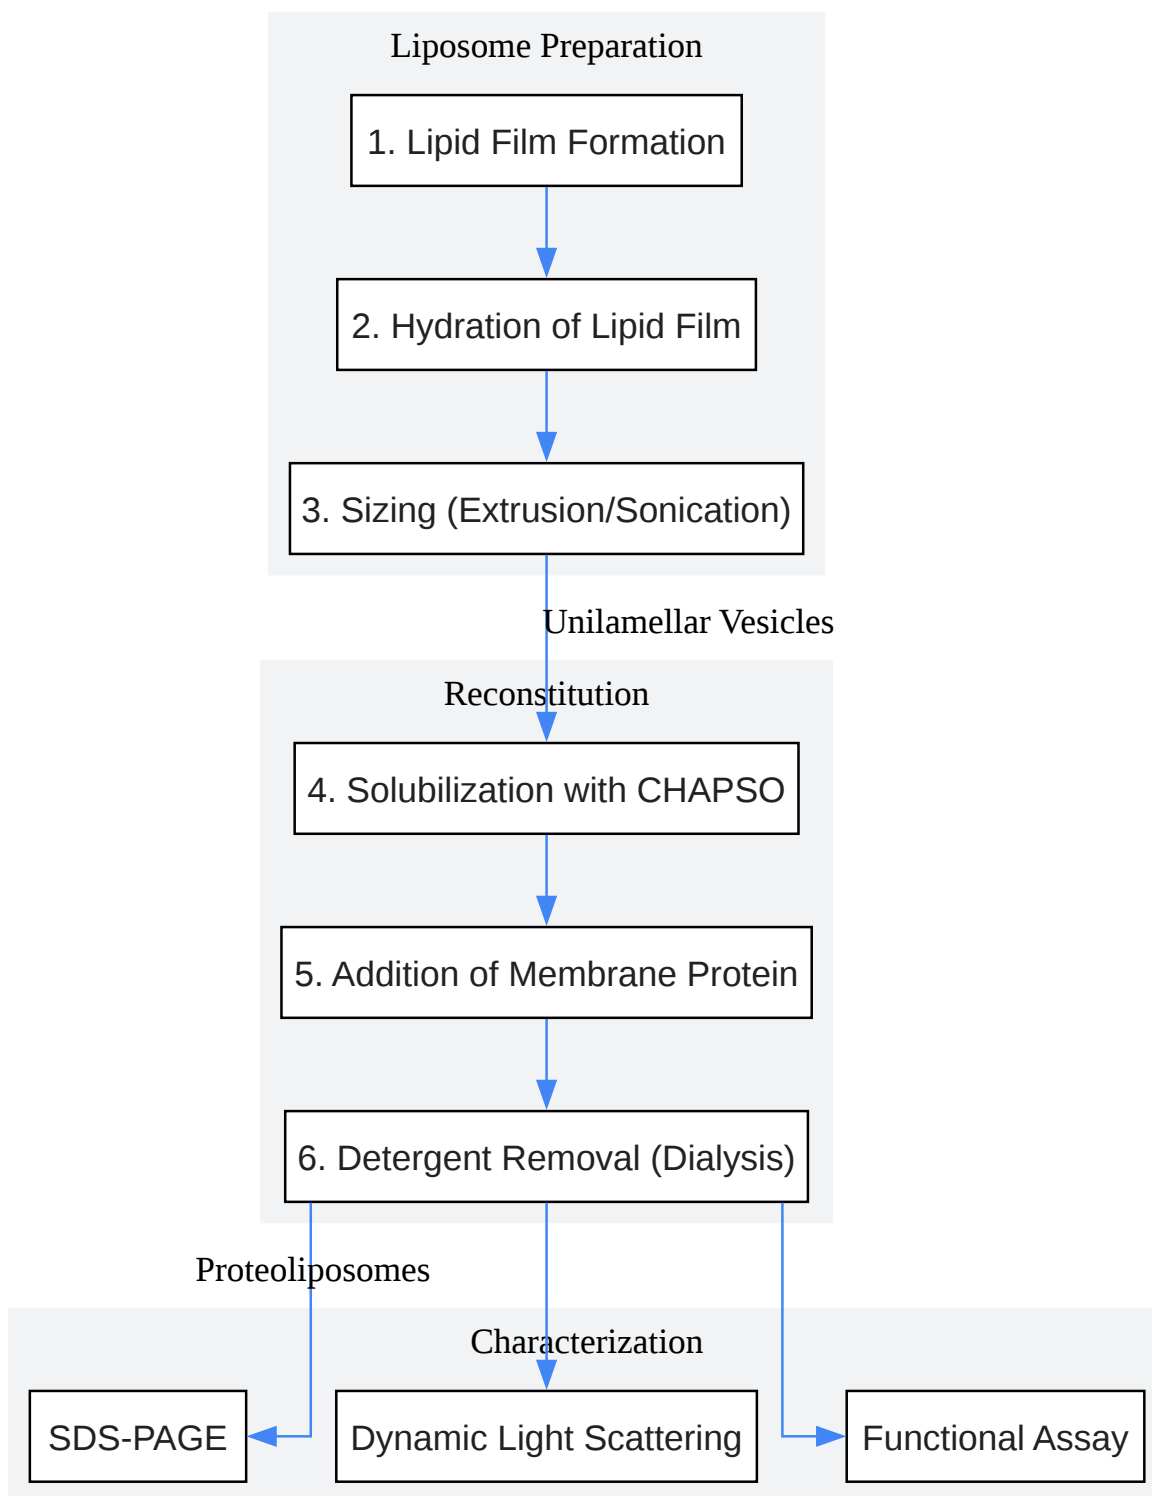 Liposome Preparation
1. Lipid Film Formation
2. Hydration of Lipid Film
3. Sizing (Extrusion/Sonication)
Unilamellar Vesicles
Reconstitution
4. Solubilization with CHAPSO
5. Addition of Membrane Protein
6. Detergent Removal (Dialysis)
Proteoliposomes
Characterization
SDS-PAGE
Dynamic Light Scattering
Functional Assay